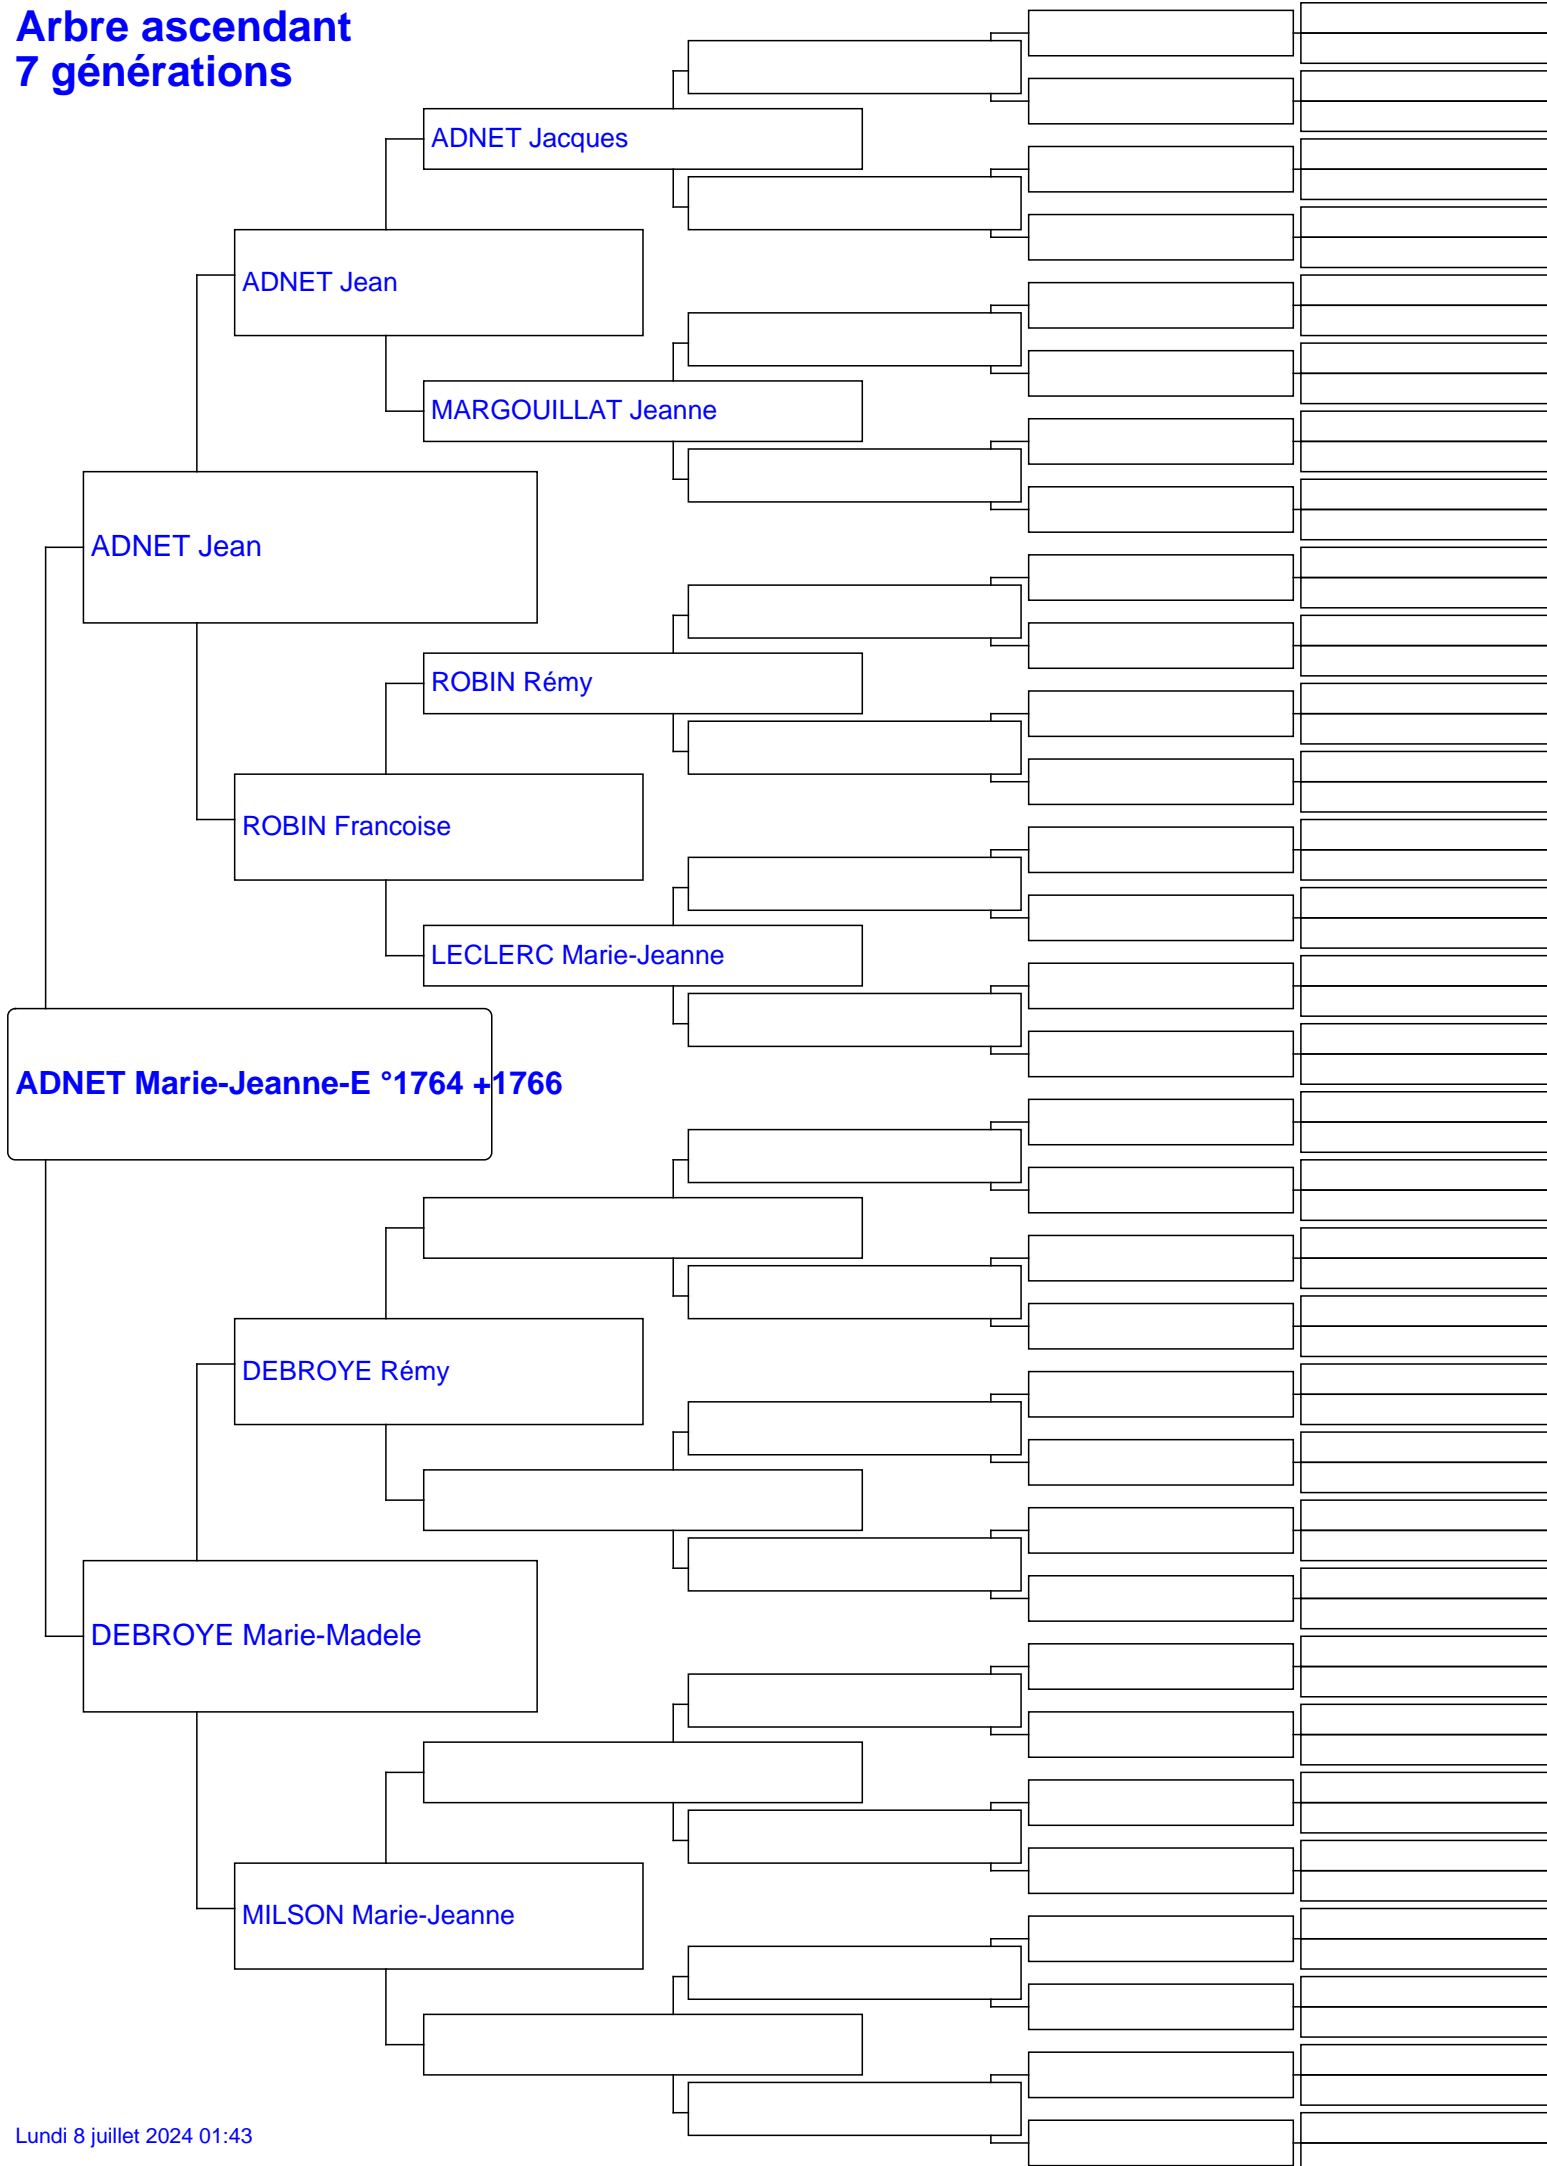 Arbre ascendant
7 générations
ADNET Jacques
ADNET Jean
MARGOUILLAT Jeanne
ADNET Jean
ROBIN Rémy
ROBIN Francoise
LECLERC Marie-Jeanne
ADNET Marie-Jeanne-E °1764 +1766
DEBROYE Rémy
DEBROYE Marie-Madele
MILSON Marie-Jeanne
Lundi 8 juillet 2024 01:43